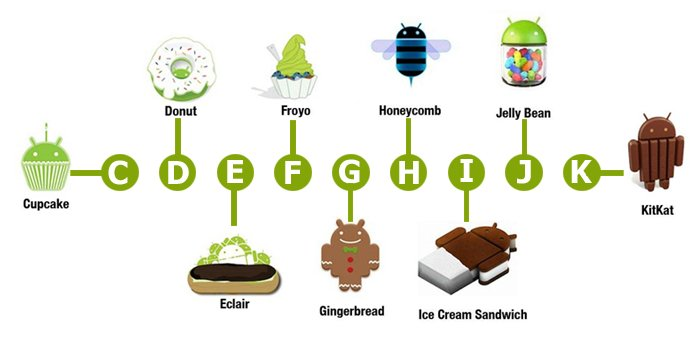 Donut
Froyo
Honeycomb
Jelly Bean
C D E F G H I J K
Cupcake
KitKat
Eclair
Gingerbread
Ice Cream Sandwich